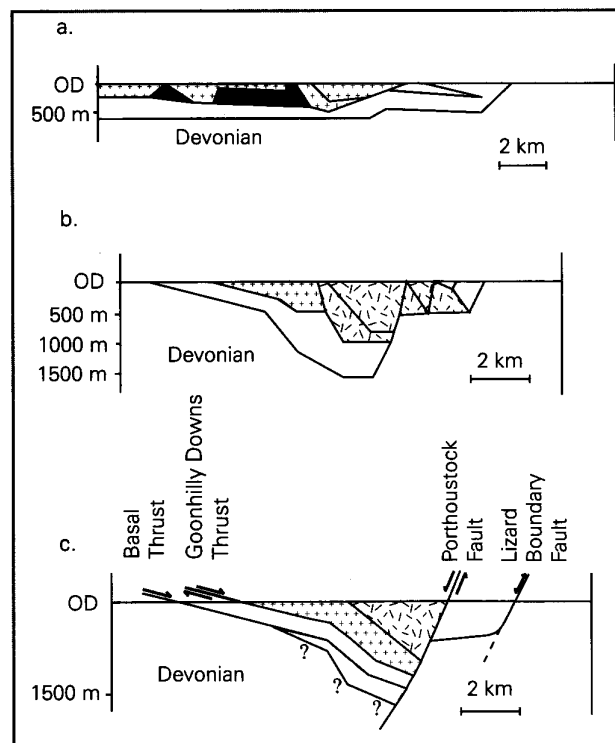 a.
OD
500 m
Devonian
2 km
b.
OD
500 m
1000 m
1500 m
Devonian
2 km
Basal
Thrust
Goonhilly Downs
Thrust
Porthoustock
Fault
Lizard
Boundary
Fault
c.
OD
Devonian
1500 m
?
?
?
2 km